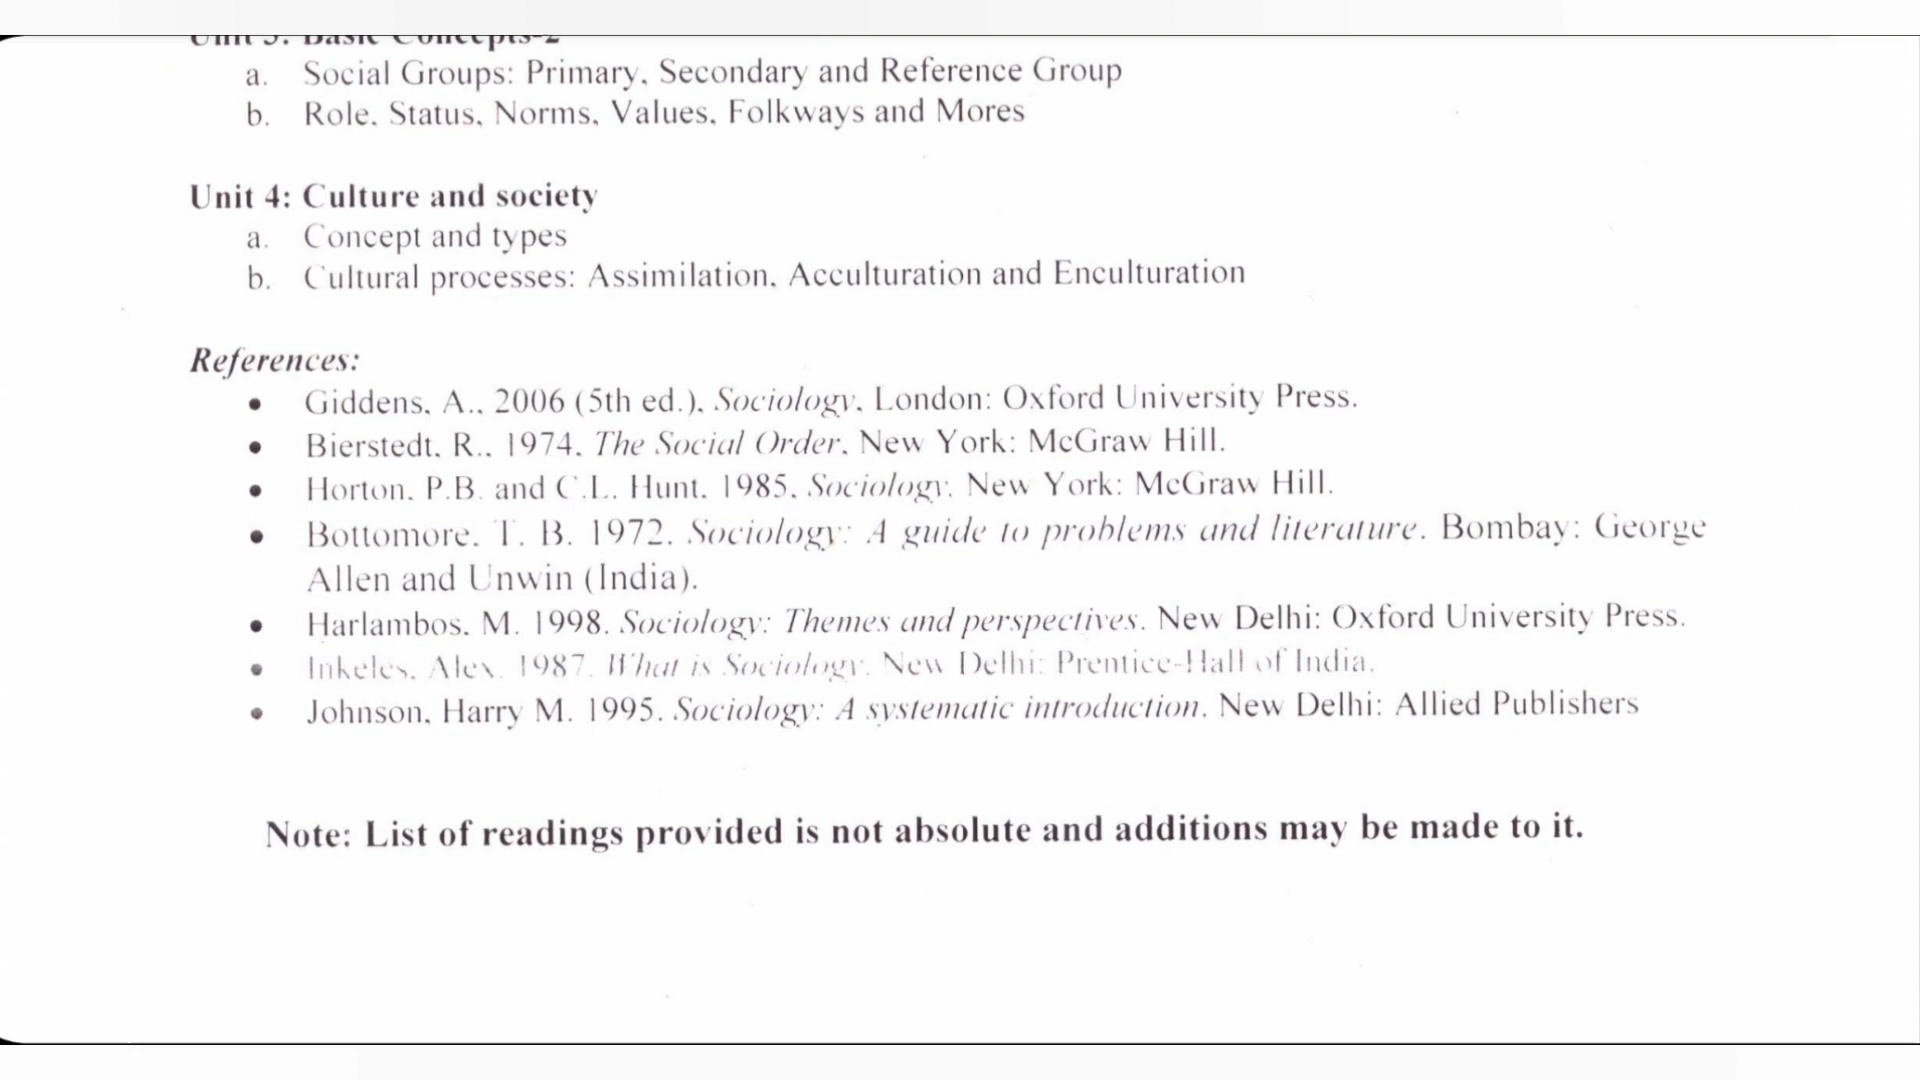 Unit 3: Basic Concepts-2
a. Social Groups: Primary, Secondary and Reference Group
b. Role, Status, Norms, Values, Folkways and Mores
Unit 4: Culture and society
a. Concept and types
b. Cultural processes: Assimilation, Acculturation and Enculturation
References:
• Giddens, A., 2006 (5th ed.), Sociology, London: Oxford University Press.
• Bierstedt, R., 1974, The Social Order, New York: McGraw Hill.
• Horton, P.B. and C.L. Hunt, 1985, Sociology, New York: McGraw Hill.
• Bottomore, T. B. 1972. Sociology: A guide to problems and literature. Bombay: George
Allen and Unwin (India).
• Harlambos, M. 1998. Sociology: Themes and perspectives. New Delhi: Oxford University Press.
• Inkeles, Alex. 1987. What is Sociology. New Delhi: Prentice-Hall of India.
• Johnson, Harry M. 1995. Sociology: A systematic introduction. New Delhi: Allied Publishers
Note: List of readings provided is not absolute and additions may be made to it.